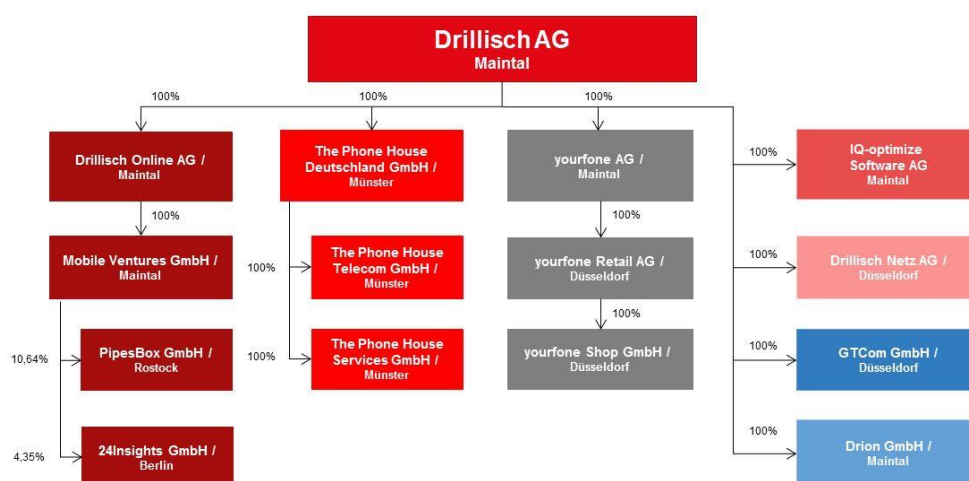 Drillisch AG
Maintal
100%
100%
100%
Drillisch Online AG /
Maintal
The Phone House
Deutschland GmbH /
Münster
yourfone AG /
Maintal
100%
IQ-optimize
Software AG
Maintal
100%
100%
Mobile Ventures GmbH /
Maintal
100%
The Phone House
Telecom GmbH /
Münster
yourfone Retail AG /
Düsseldorf
100%
Drillisch Netz AG /
Düsseldorf
100%
10,64%
PipesBox GmbH /
Rostock
100%
The Phone House
Services GmbH /
Münster
yourfone Shop GmbH /
Düsseldorf
100%
GTCom GmbH /
Düsseldorf
4,35%
24Insights GmbH /
Berlin
100%
Drion GmbH /
Maintal